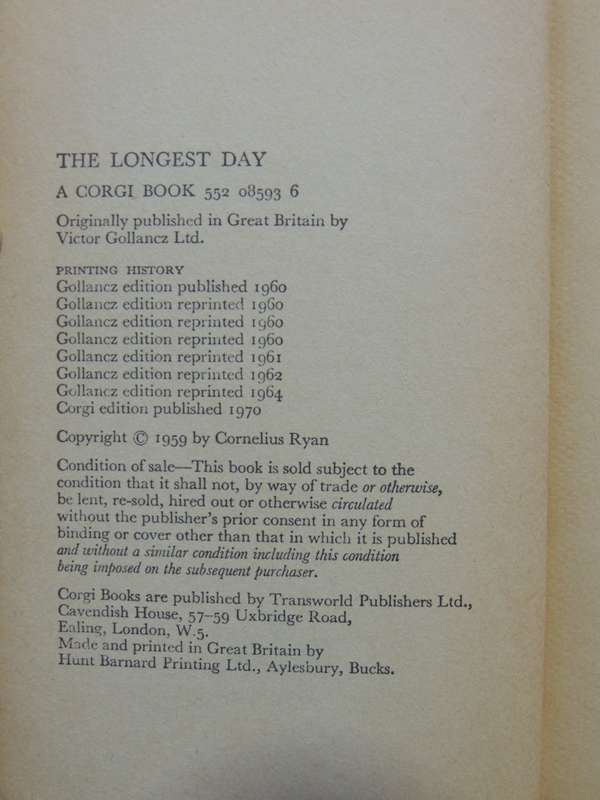 THE LONGEST DAY
A CORGI BOOK 552 08593 6
Originally published in Great Britain by
Victor Gollancz Ltd.
PRINTING HISTORY
Gollancz edition published 1960
Gollancz edition reprinted 1960
Gollancz edition reprinted 1960
Gollancz edition reprinted 1960
Gollancz edition reprinted 1961
Gollancz edition reprinted 1962
Gollancz edition reprinted 1964
Corgi edition published 1970
Copyright © 1959 by Cornelius Ryan
Condition of sale—This book is sold subject to the
condition that it shall not, by way of trade or otherwise,
be lent, re-sold, hired out or otherwise circulated
without the publisher's prior consent in any form of
binding or cover other than that in which it is published
and without a similar condition including this condition
being imposed on the subsequent purchaser.
Corgi Books are published by Transworld Publishers Ltd.,
Cavendish House, 57–59 Uxbridge Road,
Ealing, London, W.5.
Made and printed in Great Britain by
Hunt Barnard Printing Ltd., Aylesbury, Bucks.